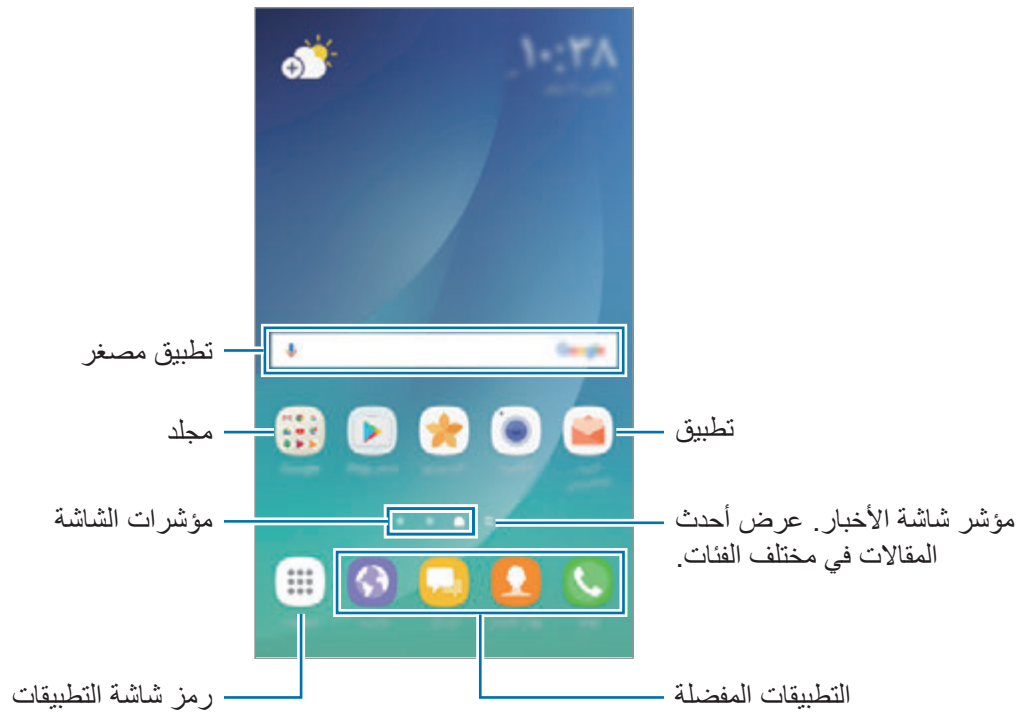 ١٠:٣٨
تطبيق مصغر
Google
مجلد
تطبيق
مؤشرات الشاشة
مؤشر شاشة الأخبار. عرض أحدث
المقالات في مختلف الفئات.
رمز شاشة التطبيقات
التطبيقات المفضلة